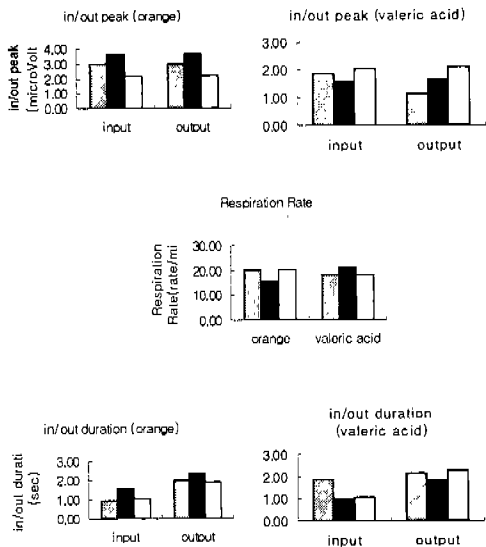 in/out peak (orange)
in/out peak
(microVolt
4.00
3.00
2.00
1.00
0.00
input output
in/out peak (valeric acid)
3.00
2.00
1.00
0.00
input output
Respiration Rate
Respiration
Rate(rate/mi
30.00
20.00
10.00
0.00
orange valoric acid
in/out duration (orange)
in/out durati
(sec)
3.00
2.00
1.00
0.00
input output
in/out duration
(valeric acid)
3.00
2.00
1.00
0.00
input output